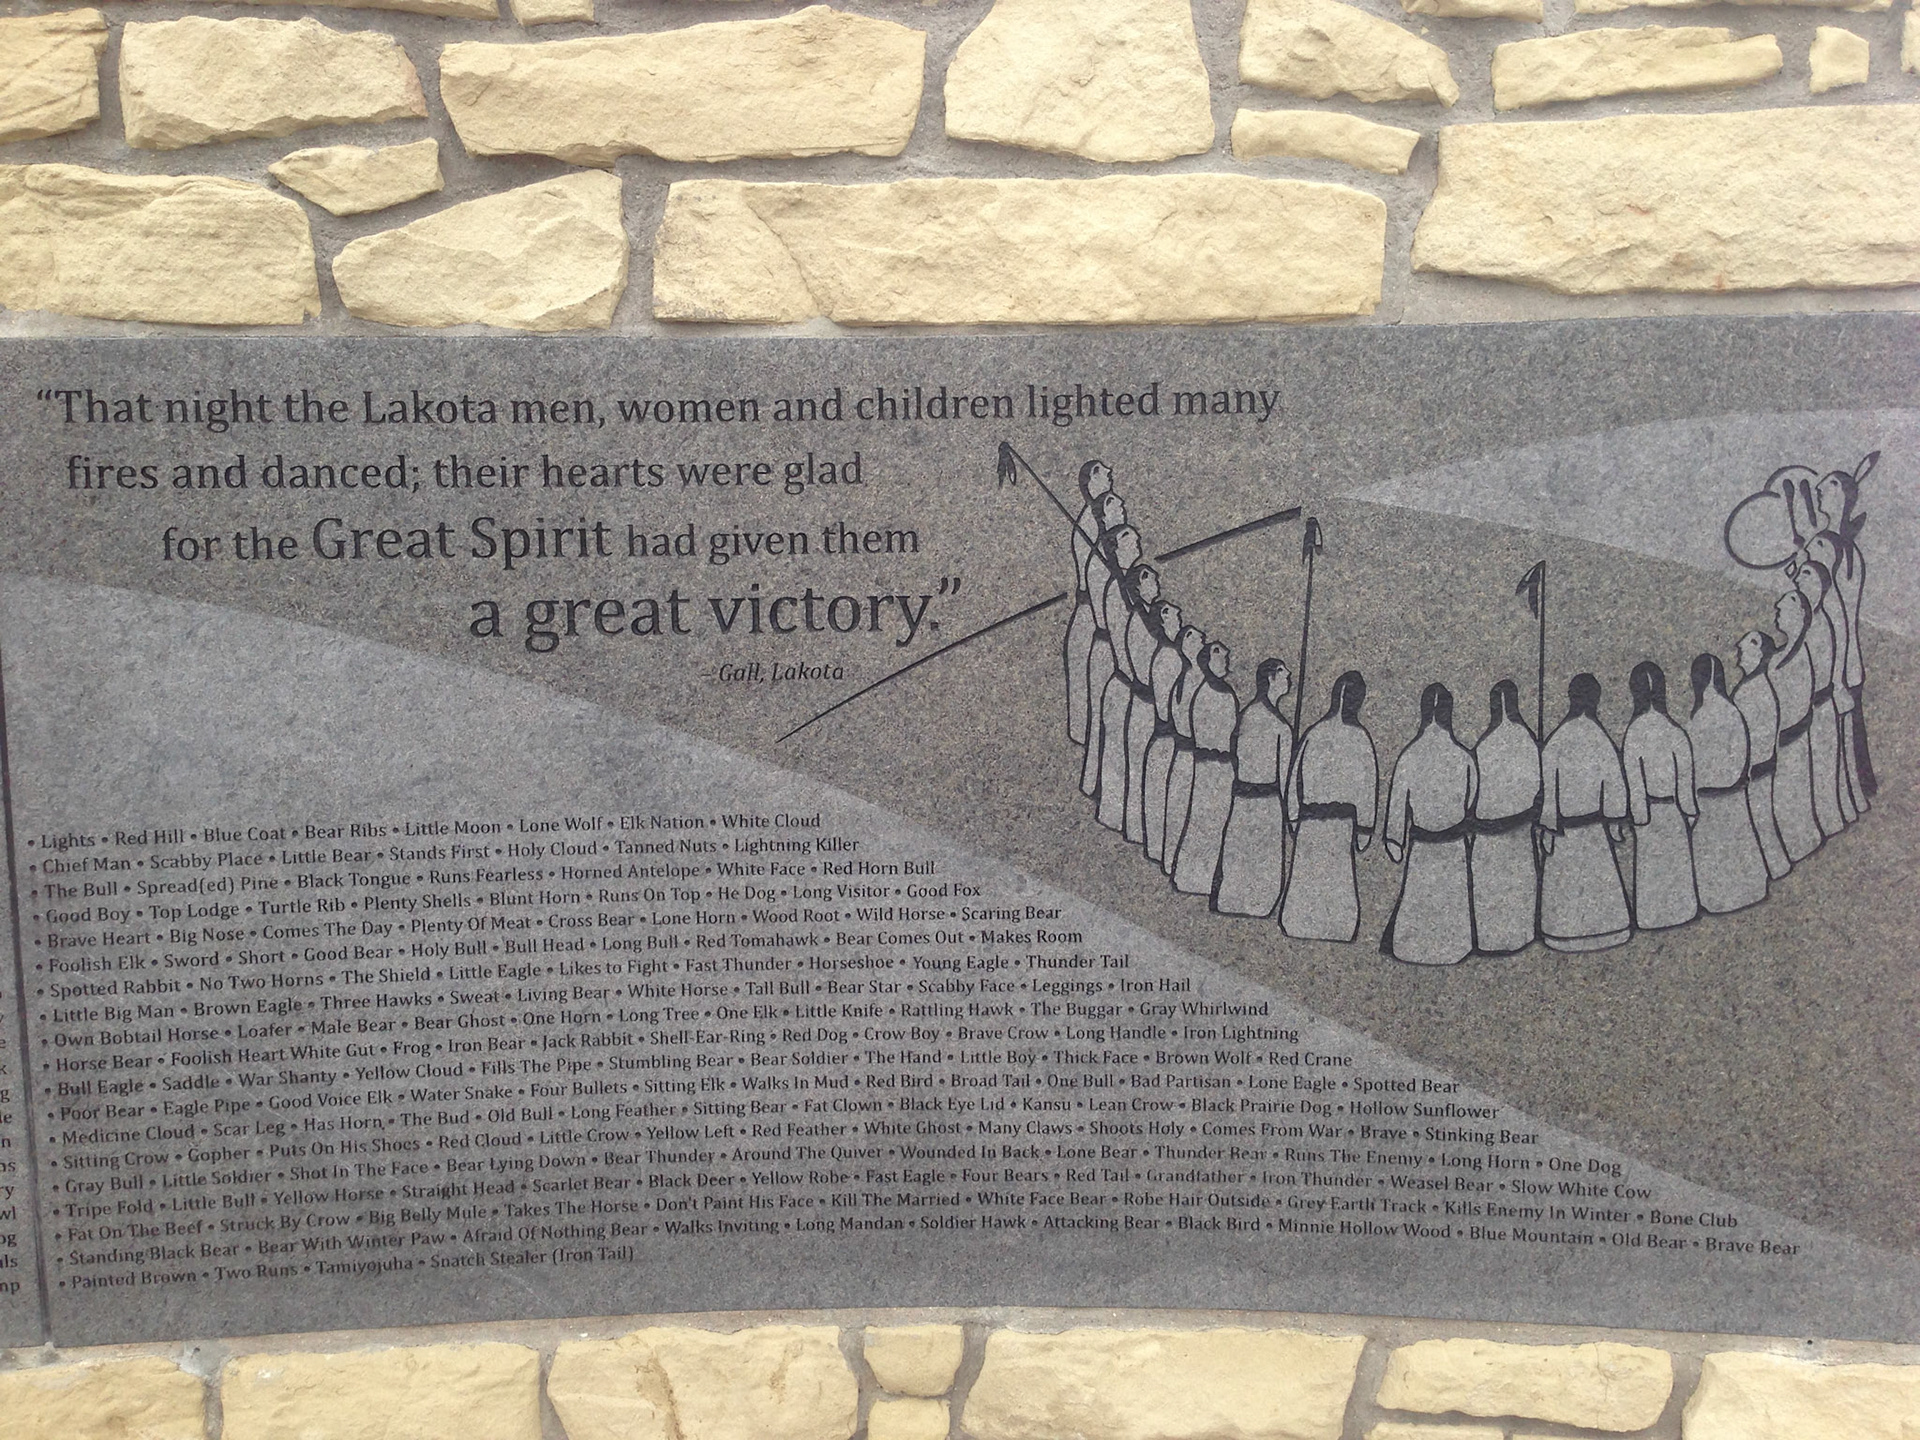 “That night the Lakota men, women and children lighted many
fires and danced; their hearts were glad
for the Great Spirit had given them
a great victory.”
– Gall, Lakota
• Lights • Red Hill • Blue Coat • Bear Ribs • Little Moon • Lone Wolf • Elk Nation • White Cloud
• Chief Man • Scabby Place • Little Bear • Stands First • Holy Cloud • Tanned Nuts • Lightning Killer
• The Bull • Spread(ed) Pine • Black Tongue • Runs Fearless • Horned Antelope • White Face • Red Horn Bull
• Good Boy • Top Lodge • Turtle Rib • Plenty Shells • Blunt Horn • Runs On Top • He Dog • Long Visitor • Good Fox
• Brave Heart • Big Nose • Comes The Day • Plenty Of Meat • Cross Bear • Lone Horn • Wood Root • Wild Horse • Scaring Bear
• Foolish Elk • Sword • Short • Good Bear • Holy Bull • Bull Head • Long Bull • Red Tomahawk • Bear Comes Out • Makes Room
• Spotted Rabbit • No Two Horns • The Shield • Little Eagle • Likes to Fight • Fast Thunder • Horseshoe • Young Eagle • Thunder Tail
• Little Big Man • Brown Eagle • Three Hawks • Sweat • Living Bear • White Horse • Tall Bull • Bear Star • Scabby Face • Leggings • Iron Hail
• Own Bobtail Horse • Loafer • Male Bear • Bear Ghost • One Horn • Long Tree • One Elk • Little Knife • Rattling Hawk • The Buggar • Gray Whirlwind
• Horse Bear • Foolish Heart White Gut • Frog • Iron Bear • Jack Rabbit • Shell-Ear-Ring • Red Dog • Crow Boy • Brave Crow • Long Handle • Iron Lightning
• Bull Eagle • Saddle • War Shanty • Yellow Cloud • Fills The Pipe • Stumbling Bear • Bear Soldier • The Hand • Little Boy • Thick Face • Brown Wolf • Red Crane
• Poor Bear • Eagle Pipe • Good Voice Elk • Water Snake • Four Bullets • Sitting Elk • Walks In Mud • Red Bird • Broad Tail • One Bull • Bad Partisan • Lone Eagle • Spotted Bear
• Medicine Cloud • Scar Leg • Has Horn • The Bud • Old Bull • Long Feather • Sitting Bear • Fat Clown • Black Eye Lid • Kansu • Lean Crow • Black Prairie Dog • Hollow Sunflower
• Sitting Crow • Gopher • Puts On His Shoes • Red Cloud • Little Crow • Yellow Left • Red Feather • White Ghost • Many Claws • Shoots Holy • Comes From War • Brave • Stinking Bear
• Gray Bull • Little Soldier • Shot In The Face • Bear Lying Down • Bear Thunder • Around The Quiver • Wounded In Back • Lone Bear • Thunder Bear • Runs The Enemy • Long Horn • One Dog
• Tripe Fold • Little Bull • Yellow Horse • Straight Head • Scarlet Bear • Black Deer • Yellow Robe • Fast Eagle • Four Bears • Red Tail • Grandfather • Iron Thunder • Weasel Bear • Slow White Cow
• Fat On The Beef • Struck By Crow • Big Belly Mule • Takes The Horse • Don't Paint His Face • Kill The Married • White Face Bear • Robe Hair Outside • Grey Earth Track • Kills Enemy In Winter • Bone Club
• Standing Black Bear • Bear With Winter Paw • Afraid Of Nothing Bear • Walks Inviting • Long Mandan • Soldier Hawk • Attacking Bear • Black Bird • Minnie Hollow Wood • Blue Mountain • Old Bear • Brave Bear
• Painted Brown • Two Runs • Tamiyojuha • Snatch Stealer (Iron Tail)